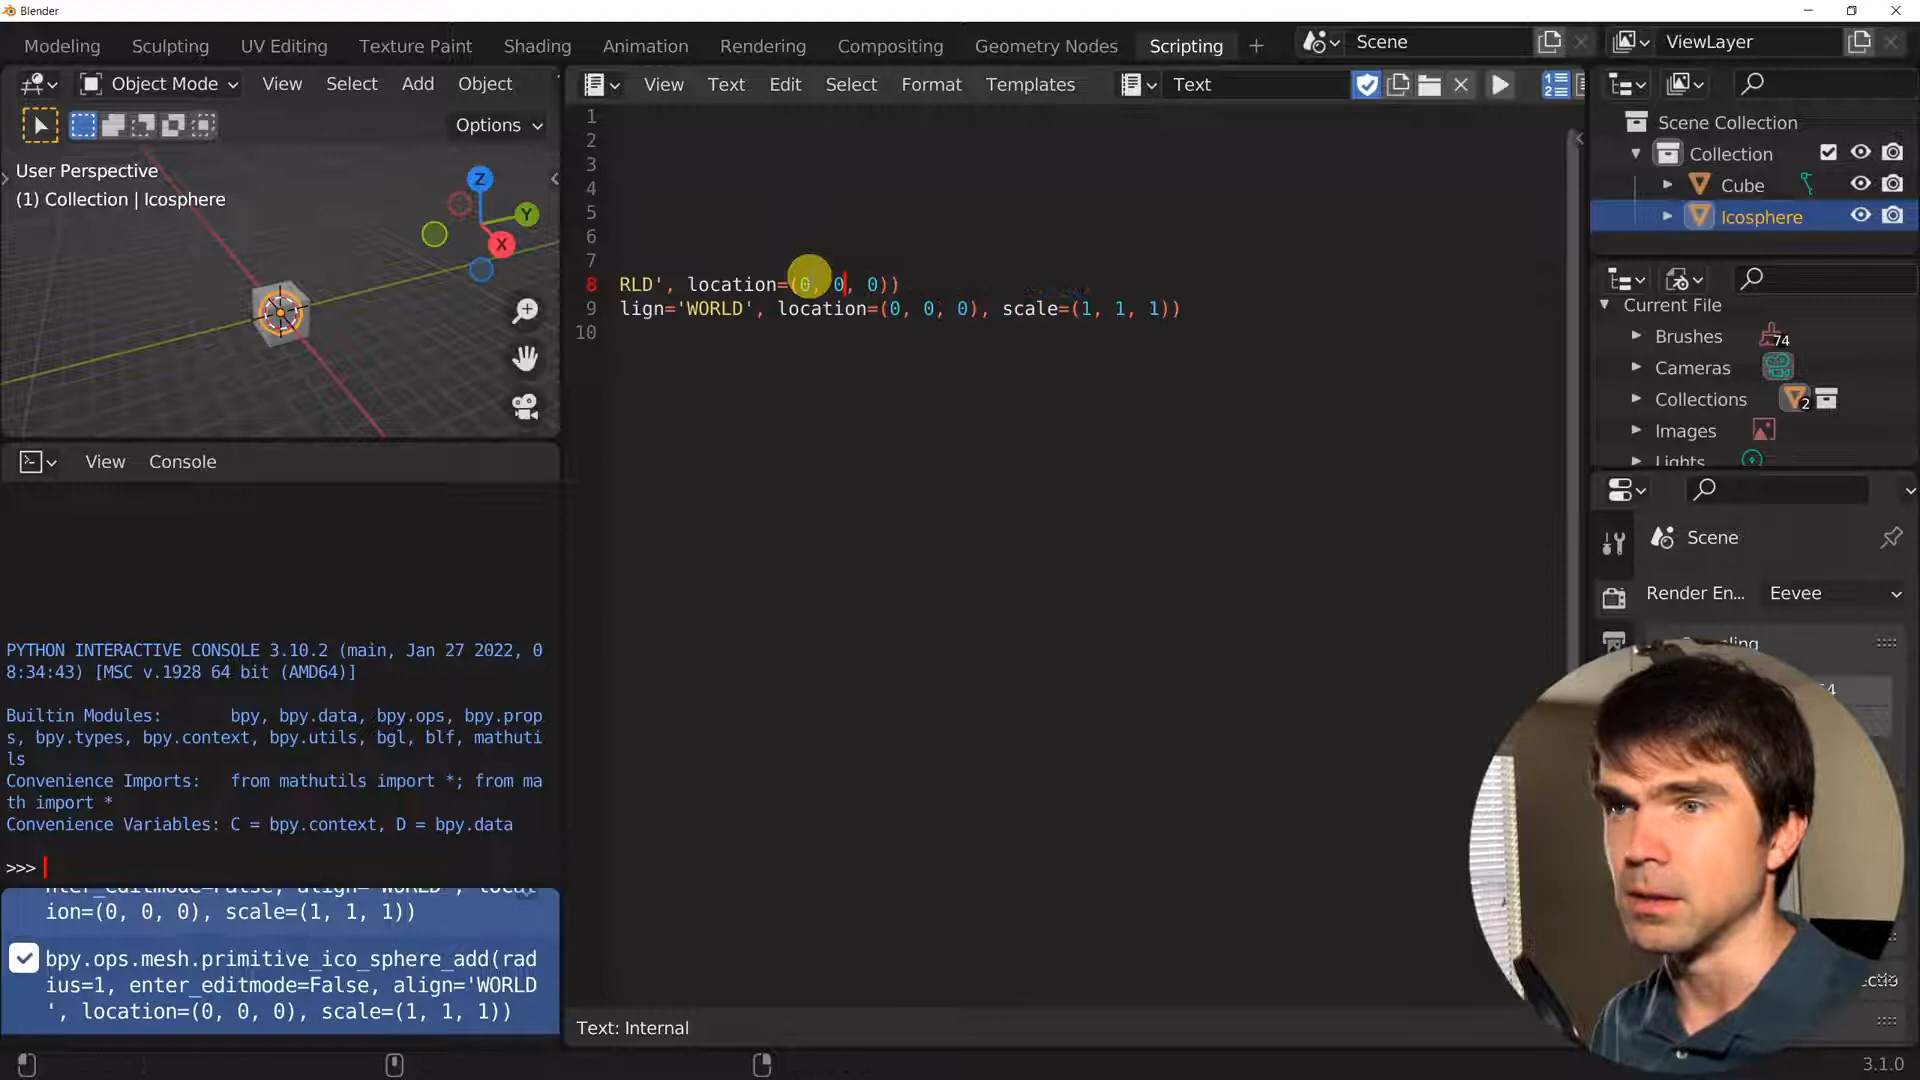 Blender
Modeling Sculpting UV Editing Texture Paint Shading Animation Rendering Compositing Geometry Nodes Scripting + Scene ViewLayer
Object Mode View Select Add Object
View Text Edit Select Format Templates Text
Options
User Perspective
(1) Collection | Icosphere
Z
Y
X
1
2
3
4
5
6
7
8 RLD', location=(0, 0, 0))
9 lign='WORLD', location=(0, 0, 0), scale=(1, 1, 1))
10
Scene Collection
Collection
Cube
Icosphere
Current File
Brushes 74
Cameras
Collections 2
Images
Lights
Scene
Render En... Eevee
View Console
PYTHON INTERACTIVE CONSOLE 3.10.2 (main, Jan 27 2022, 0
8:34:43) [MSC v.1928 64 bit (AMD64)]
Builtin Modules: bpy, bpy.data, bpy.ops, bpy.prop
s, bpy.types, bpy.context, bpy.utils, bgl, blf, mathuti
ls
Convenience Imports: from mathutils import *; from ma
th import *
Convenience Variables: C = bpy.context, D = bpy.data
>>>
nter_editmode=False, align='WORLD', locat
ion=(0, 0, 0), scale=(1, 1, 1))
bpy.ops.mesh.primitive_ico_sphere_add(rad
ius=1, enter_editmode=False, align='WORLD
', location=(0, 0, 0), scale=(1, 1, 1))
Text: Internal
3.1.0